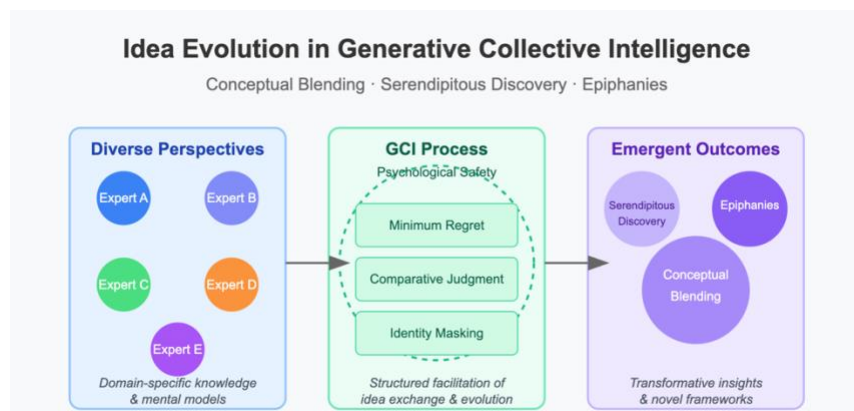 Idea Evolution in Generative Collective Intelligence
Conceptual Blending · Serendipitous Discovery · Epiphanies
Diverse Perspectives
Expert A
Expert B
Expert C
Expert D
Expert E
Domain-specific knowledge
& mental models
GCI Process
Psychological Safety
Minimum Regret
Comparative Judgment
Identity Masking
Structured facilitation of
idea exchange & evolution
Emergent Outcomes
Serendipitous
Discovery
Epiphanies
Conceptual
Blending
Transformative insights
& novel frameworks